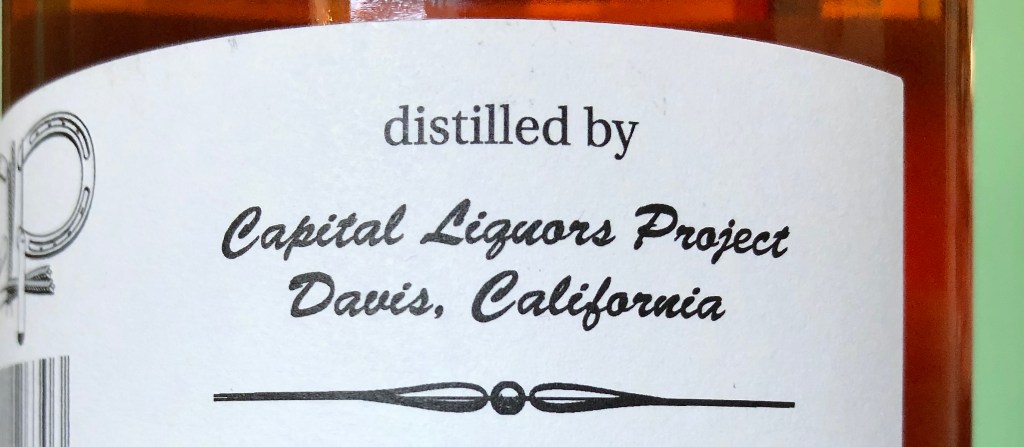 distilled by
Capital Liquors Project
Davis, California